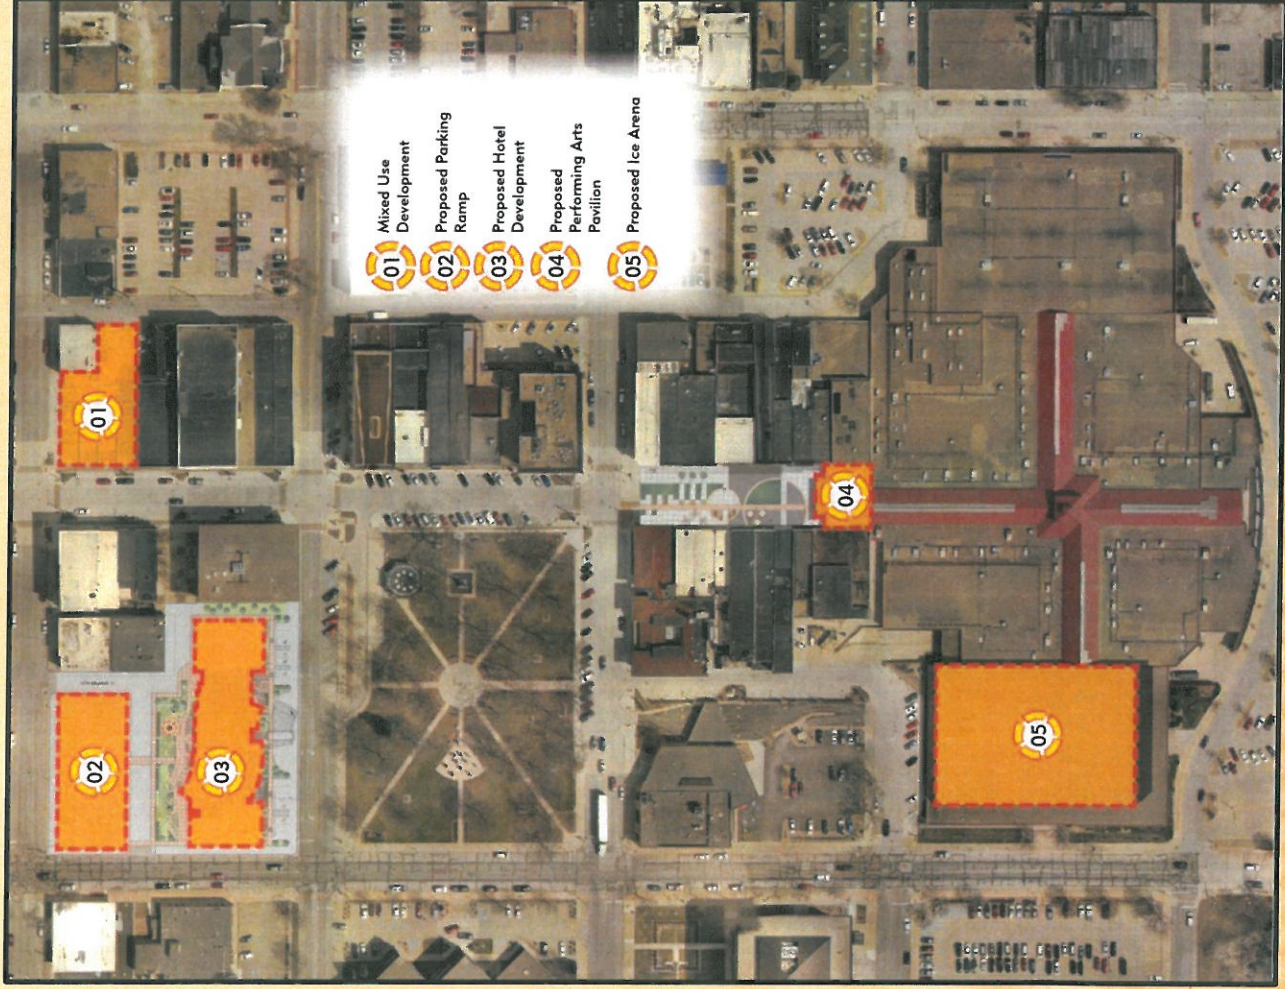 01
Mixed Use
Development
02
Proposed Parking
Ramp
03
Proposed Hotel
Development
04
Proposed
Performing Arts
Pavilion
05
Proposed Ice Arena
01
02
03
04
05